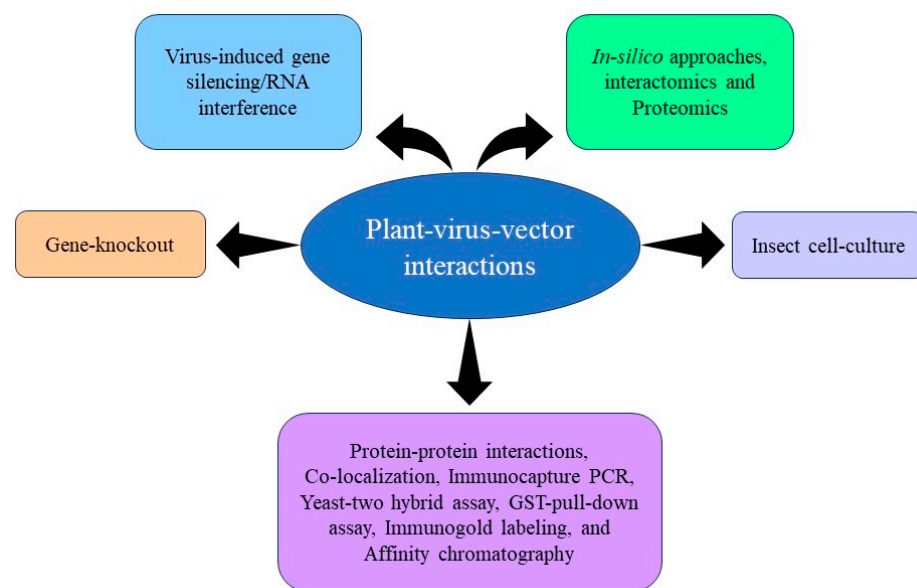 Virus-induced gene
silencing/RNA
interference
In-silico approaches,
interactomics and
Proteomics
Plant-virus-vector
interactions
Gene-knockout
Insect cell-culture
Protein-protein interactions,
Co-localization, Immunocapture PCR,
Yeast-two hybrid assay, GST-pull-down
assay, Immunogold labeling, and
Affinity chromatography